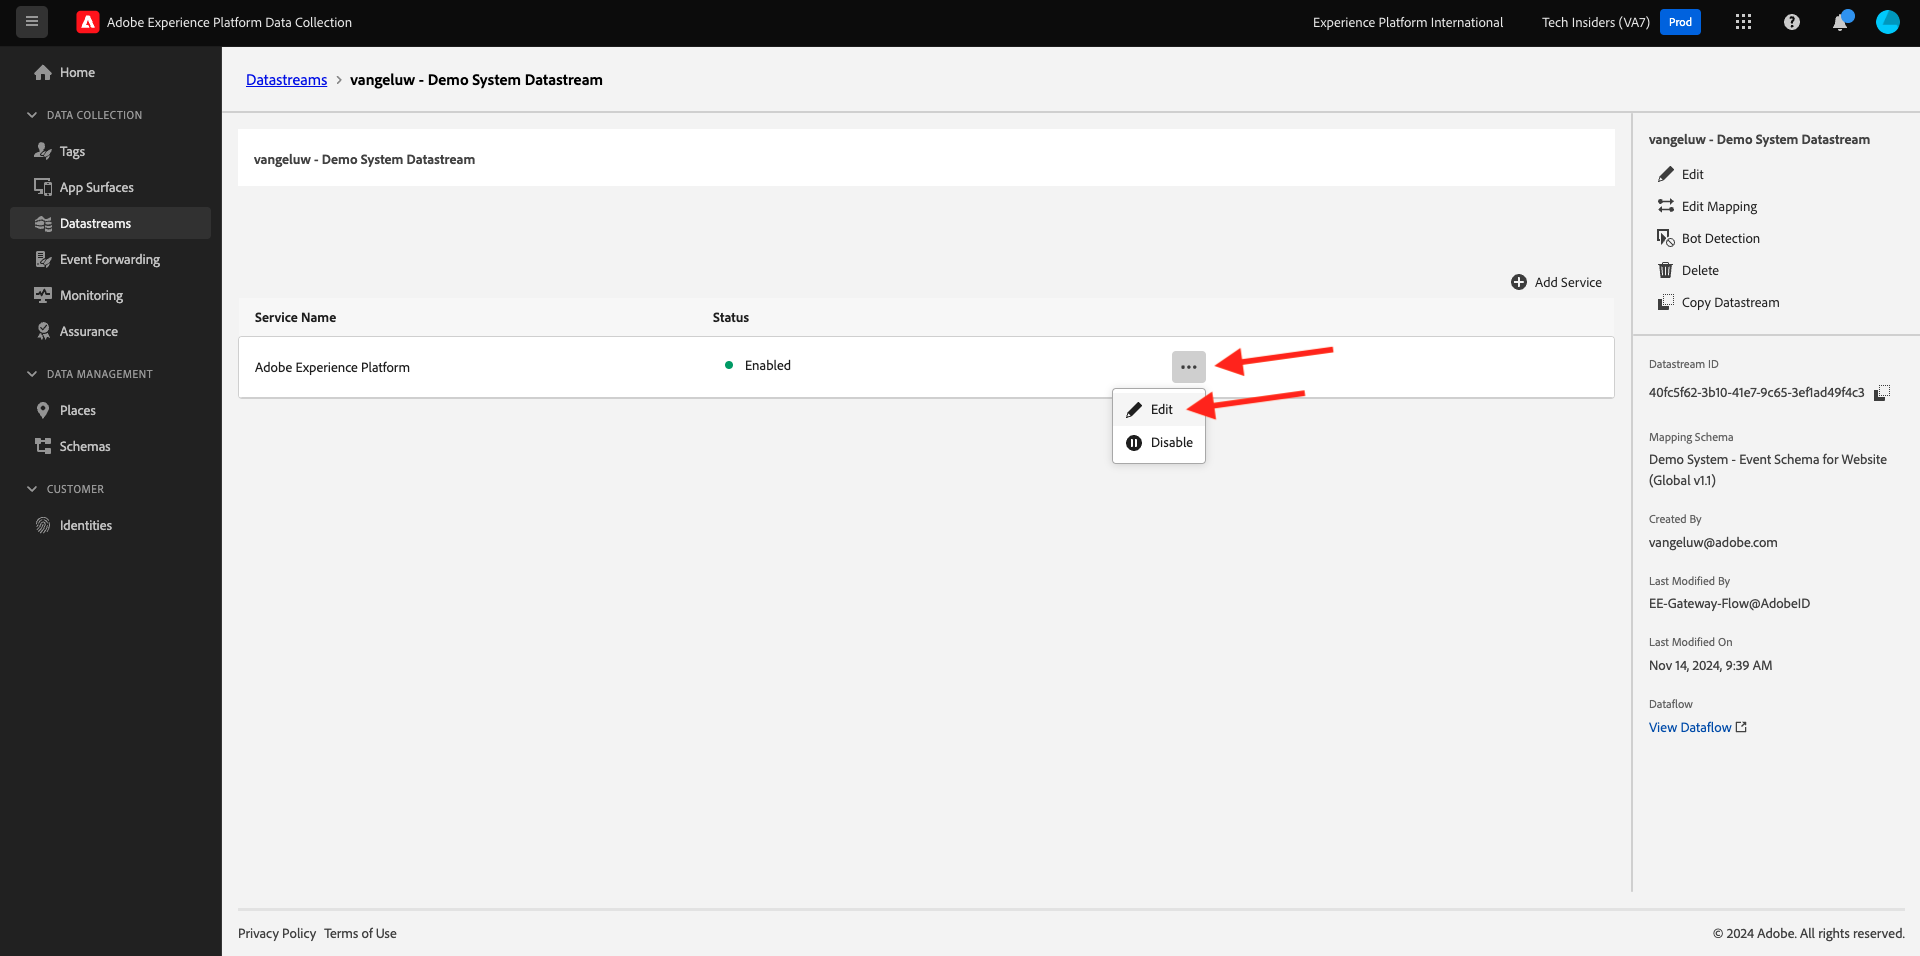 Adobe Experience Platform Data Collection
Experience Platform International
Tech Insiders (VA7)
Prod
Home
DATA COLLECTION
Tags
App Surfaces
Datastreams
Event Forwarding
Monitoring
Assurance
DATA MANAGEMENT
Places
Schemas
CUSTOMER
Identities
Datastreams > vangeluw - Demo System Datastream
vangeluw - Demo System Datastream
Add Service
Service Name Status
Adobe Experience Platform Enabled
Edit
Disable
vangeluw - Demo System Datastream
Edit
Edit Mapping
Bot Detection
Delete
Copy Datastream
Datastream ID
40fc5f62-3b10-41e7-9c65-3ef1ad49f4c3
Mapping Schema
Demo System - Event Schema for Website
(Global v1.1)
Created By
vangeluw@adobe.com
Last Modified By
EE-Gateway-Flow@AdobeID
Last Modified On
Nov 14, 2024, 9:39 AM
Dataflow
View Dataflow
Privacy Policy Terms of Use
© 2024 Adobe. All rights reserved.